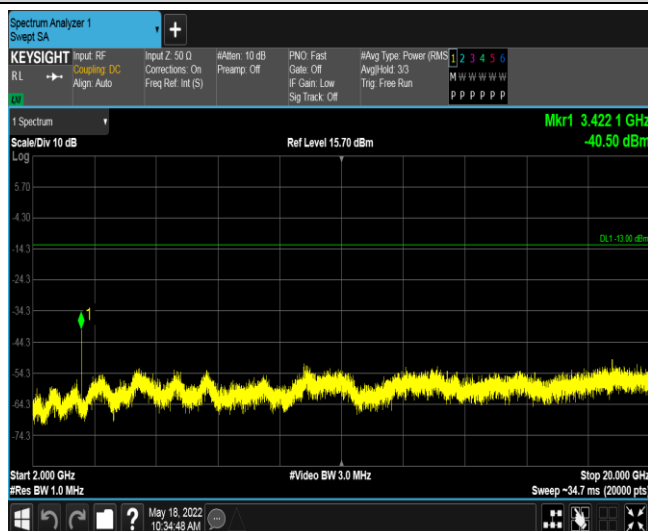 Spectrum Analyzer 1
Swept SA
KEYSIGHT
RL
LW
Input: RF
Coupling: DC
Align: Auto
Input Z: 50 Ω
Corrections: On
Freq Ref: Int (S)
#Atten: 10 dB
Preamp: Off
PNO: Fast
Gate: Off
IF Gain: Low
Sig Track: Off
#Avg Type: Power (RMS
Avg|Hold: 3/3
Trig: Free Run
1 2 3 4 5 6
M W W W W W
P P P P P P
1 Spectrum
Mkr1 3.422 1 GHz
Scale/Div 10 dB
Ref Level 15.70 dBm
-40.50 dBm
Log
5.70
-4.30
DL1 -13.00 dBm
-14.3
-24.3
-34.3
1
-44.3
-54.3
-64.3
-74.3
Start 2.000 GHz
#Video BW 3.0 MHz
Stop 20.000 GHz
#Res BW 1.0 MHz
Sweep ~34.7 ms (20000 pts)
?
May 18, 2022
10:34:48 AM